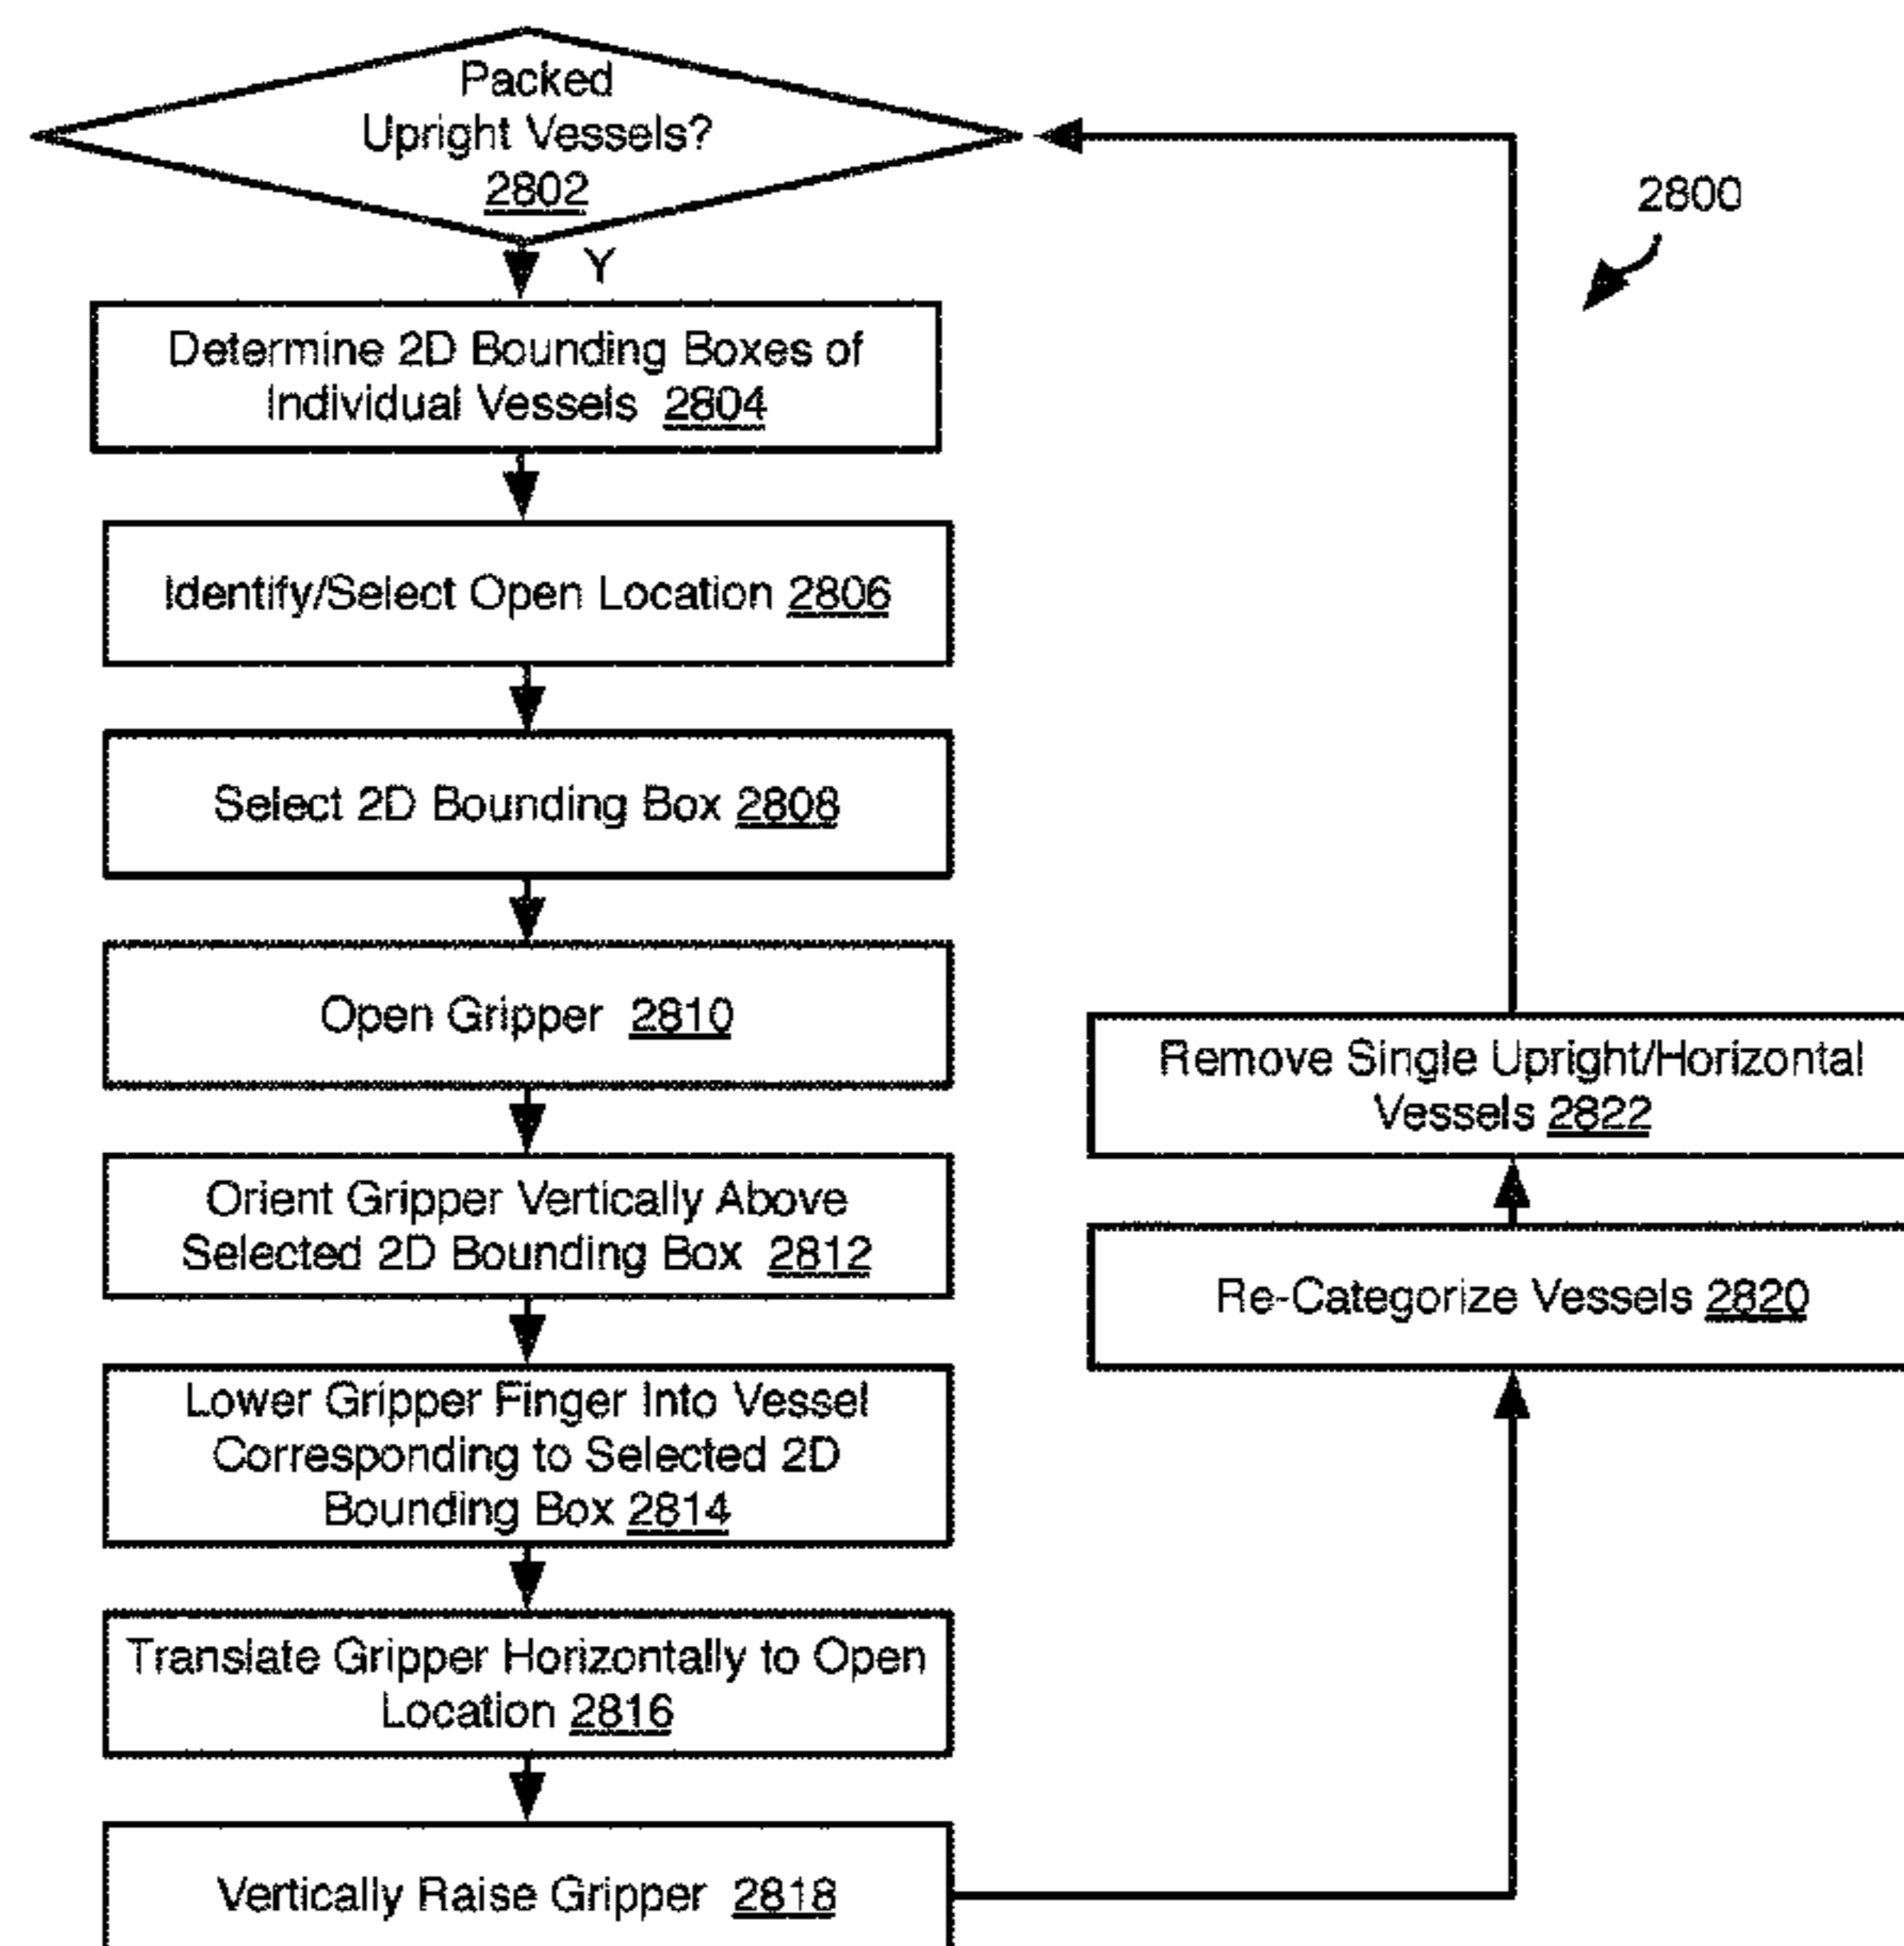 Packed
Upright Vessels?
2802
Y
2800
Determine 2D Bounding Boxes of
Individual Vessels 2804
Identify/Select Open Location 2806
Select 2D Bounding Box 2808
Open Gripper 2810
Orient Gripper Vertically Above
Selected 2D Bounding Box 2812
Lower Gripper Finger Into Vessel
Corresponding to Selected 2D
Bounding Box 2814
Translate Gripper Horizontally to Open
Location 2816
Vertically Raise Gripper 2818
Re-Categorize Vessels 2820
Remove Single Upright/Horizontal
Vessels 2822